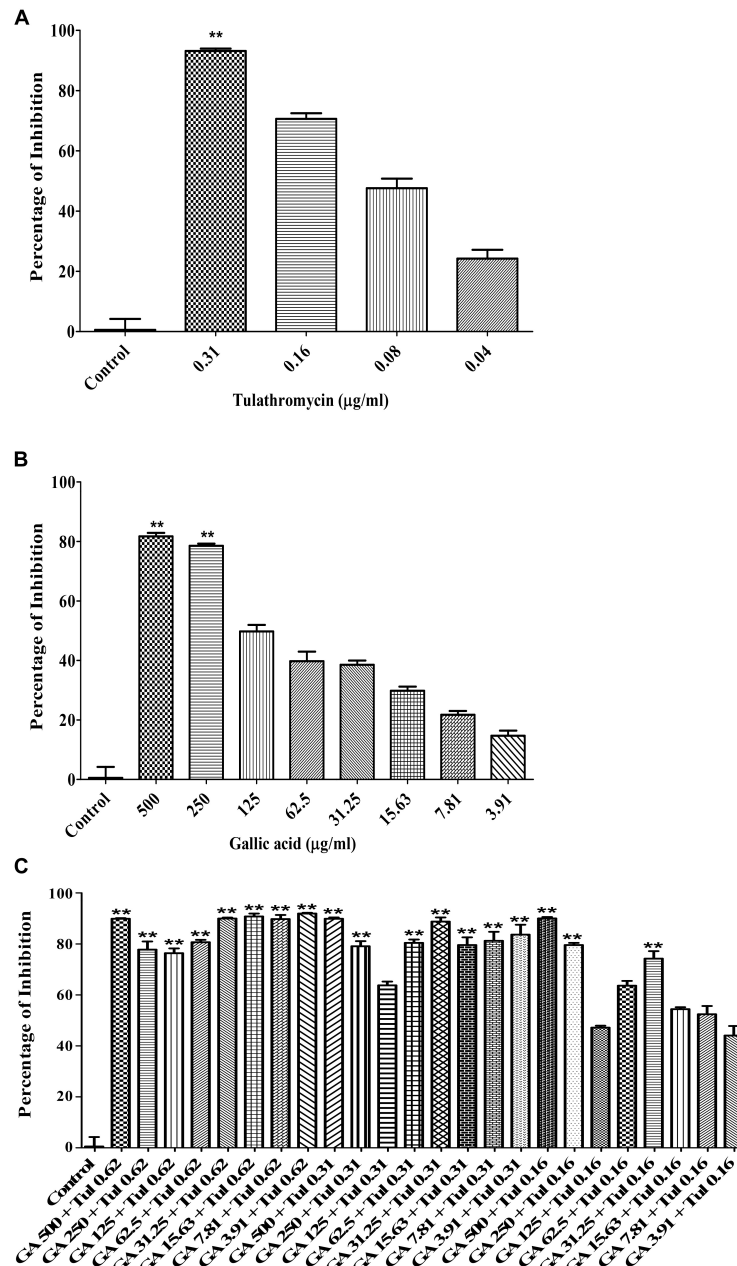 A
100
80
60
40
20
0
Percentage of Inhibition
**
Control
0.31
0.16
0.08
0.04
Tulathromycin (µg/ml)
B
100
80
60
40
20
0
Percentage of Inhibition
**
**
Control
500
250
125
62.5
31.25
15.63
7.81
3.91
Gallic acid (µg/ml)
C
100
80
60
40
20
0
Percentage of Inhibition
** ** ** ** ** ** ** ** ** ** ** ** ** ** ** ** ** **
Control
GA 500 + Tul 0.62
GA 250 + Tul 0.62
GA 125 + Tul 0.62
GA 62.5 + Tul 0.62
GA 31.25 + Tul 0.62
GA 15.63 + Tul 0.62
GA 7.81 + Tul 0.62
GA 3.91 + Tul 0.62
GA 500 + Tul 0.31
GA 250 + Tul 0.31
GA 125 + Tul 0.31
GA 62.5 + Tul 0.31
GA 31.25 + Tul 0.31
GA 15.63 + Tul 0.31
GA 7.81 + Tul 0.31
GA 3.91 + Tul 0.31
GA 500 + Tul 0.16
GA 250 + Tul 0.16
GA 125 + Tul 0.16
GA 62.5 + Tul 0.16
GA 31.25 + Tul 0.16
GA 15.63 + Tul 0.16
GA 7.81 + Tul 0.16
GA 3.91 + Tul 0.16